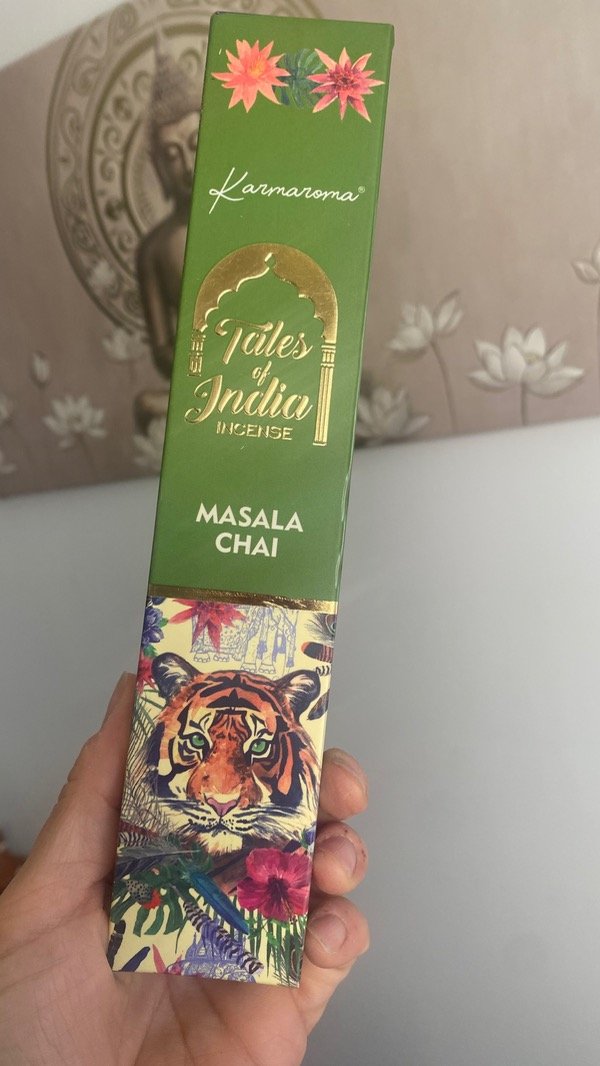 Karmaroma®
Tales
of
India
INCENSE
MASALA
CHAI